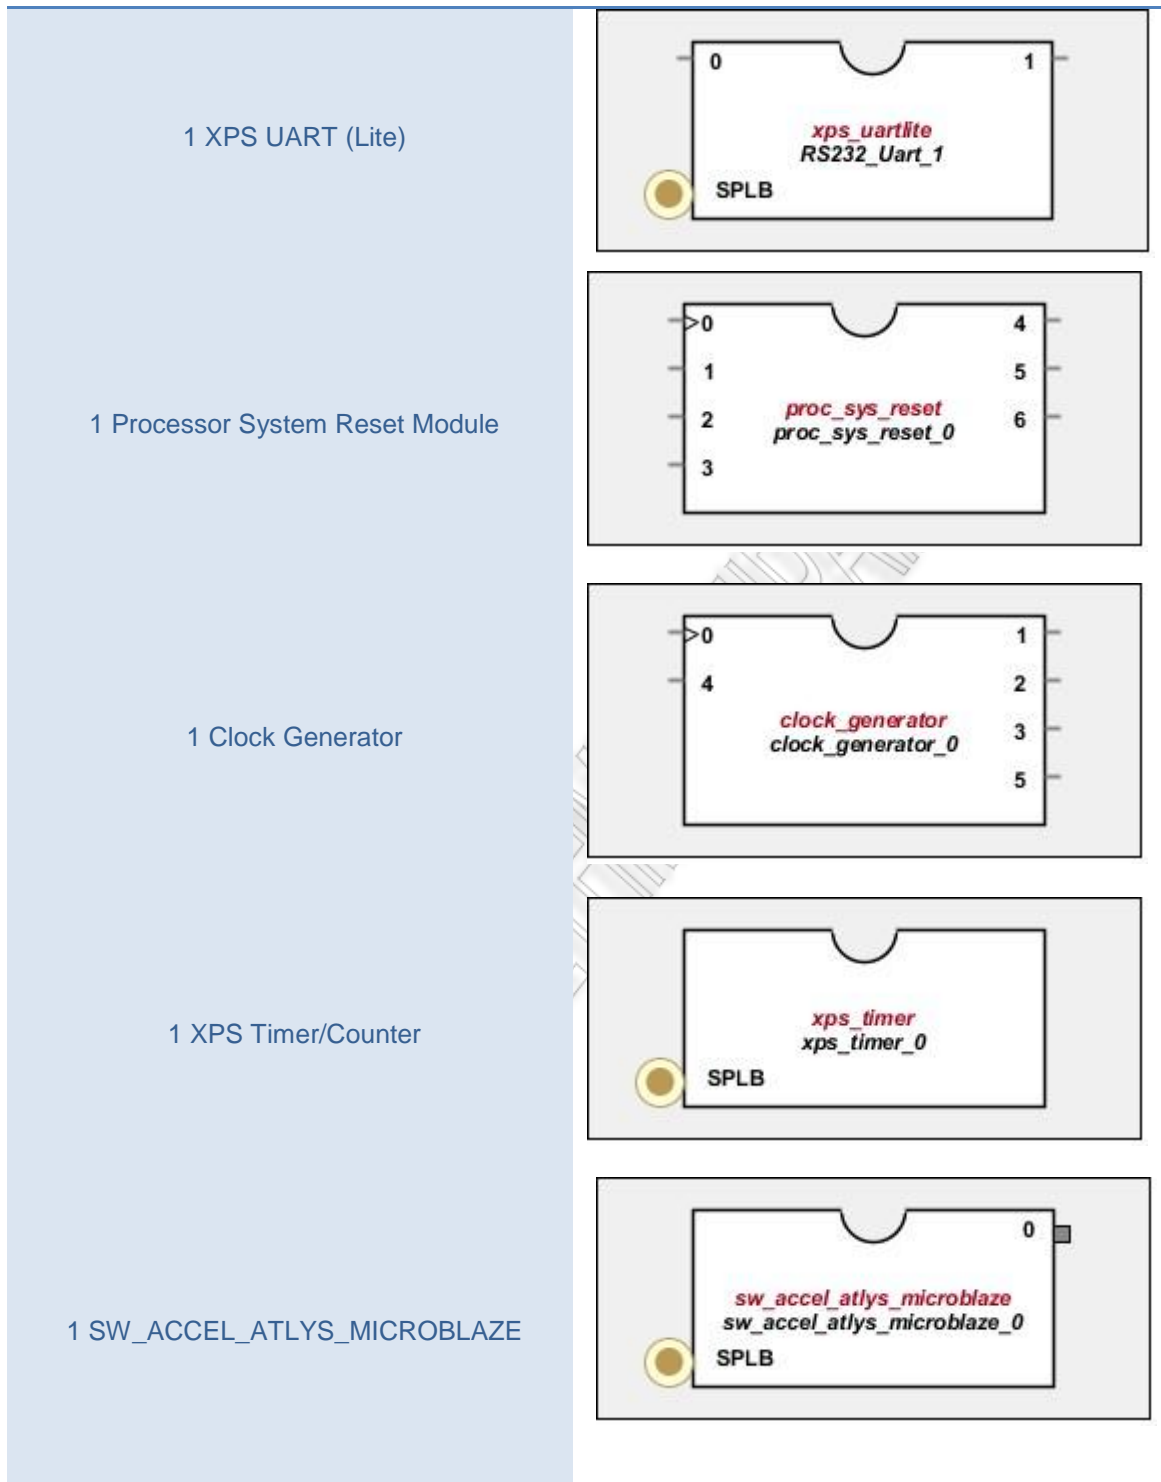 1 XPS UART (Lite)
0 1
xps_uartlite
RS232_Uart_1
SPLB
1 Processor System Reset Module
0 4
1 5
2 6
3
proc_sys_reset
proc_sys_reset_0
1 Clock Generator
0 1
4 2
3
5
clock_generator
clock_generator_0
1 XPS Timer/Counter
xps_timer
xps_timer_0
SPLB
1 SW_ACCEL_ATLYS_MICROBLAZE
0
sw_accel_atlys_microblaze
sw_accel_atlys_microblaze_0
SPLB